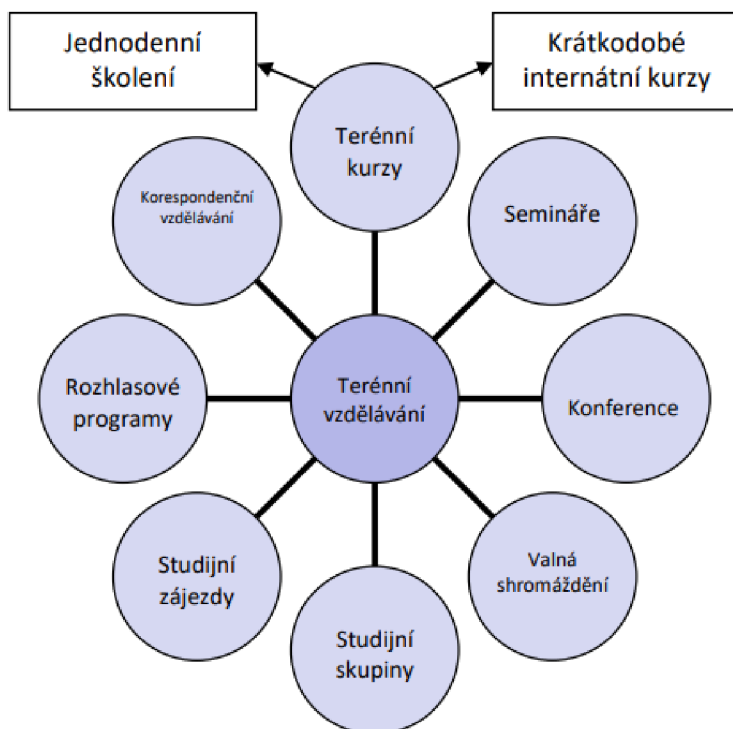 Jednodenní
školení
Krátkodobé
internátní kurzy
Terénní
kurzy
Korespondenční
vzdělávání
Semináře
Rozhlasové
programy
Terénní
vzdělávání
Konference
Studijní
zájezdy
Valná
shromáždění
Studijní
skupiny